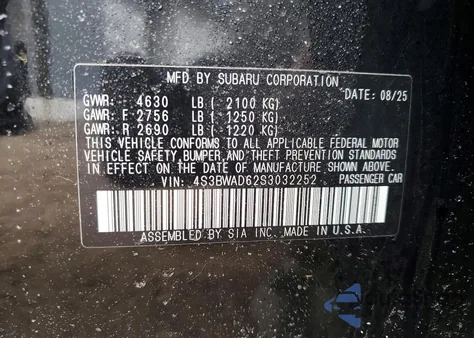 MFD. BY SUBARU CORPORATION
DATE: 08/25
GVWR: 4630 LB ( 2100 KG)
GAWR: F 2756 LB ( 1250 KG)
GAWR: R 2690 LB ( 1220 KG)
THIS VEHICLE CONFORMS TO ALL APPLICABLE FEDERAL MOTOR
VEHICLE SAFETY, BUMPER, AND THEFT PREVENTION STANDARDS
IN EFFECT ON THE DATE OF MANUFACTURE SHOWN ABOVE.
VIN: 4S3BWAD62S3032252 PASSENGER CAR
ASSEMBLED BY SIA INC. MADE IN U.S.A.